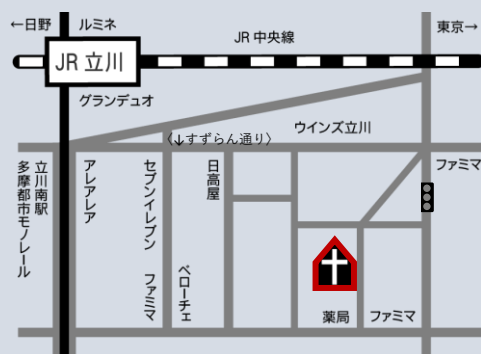 ←日野
ルミネ
JR 中央線
東京→
JR 立川
グランデュオ
〈↓すずらん通り〉
ウインズ立川
多摩都市モノレール
立川南駅
アレアレア
セブンイレブン
ファミマ
日高屋
ベローチェ
ファミマ
薬局
ファミマ